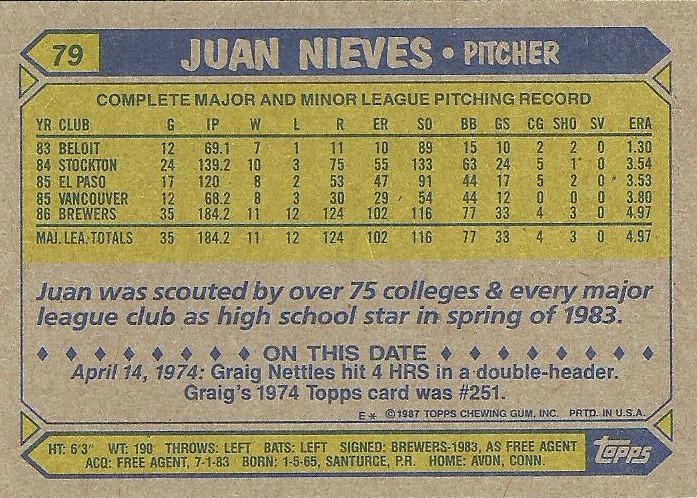 79 JUAN NIEVES • PITCHER
COMPLETE MAJOR AND MINOR LEAGUE PITCHING RECORD
YR CLUB G IP W L R ER SO BB GS CG SHO SV ERA
83 BELOIT 12 69.1 7 1 11 10 89 15 10 2 2 0 1.30
84 STOCKTON 24 139.2 10 3 75 55 133 63 24 5 1 0 3.54
85 EL PASO 17 120 8 2 53 47 91 44 17 5 2 0 3.53
85 VANCOUVER 12 68.2 8 3 30 29 54 44 12 0 0 0 3.80
86 BREWERS 35 184.2 11 12 124 102 116 77 33 4 3 0 4.97
MAJ. LEA. TOTALS 35 184.2 11 12 124 102 116 77 33 4 3 0 4.97
Juan was scouted by over 75 colleges & every major
league club as high school star in spring of 1983.
♦ ♦ ♦ ♦ ♦ ♦ ♦ ♦ ON THIS DATE ♦ ♦ ♦ ♦ ♦ ♦ ♦ ♦
April 14, 1974: Graig Nettles hit 4 HRS in a double-header.
Graig's 1974 Topps card was #251.
E* ©1987 TOPPS CHEWING GUM, INC. PRTD. IN U.S.A.
HT: 6'3" WT: 190 THROWS: LEFT BATS: LEFT SIGNED: BREWERS-1983, AS FREE AGENT
ACQ: FREE AGENT, 7-1-83 BORN: 1-5-65, SANTURCE, P.R. HOME: AVON, CONN.
topps